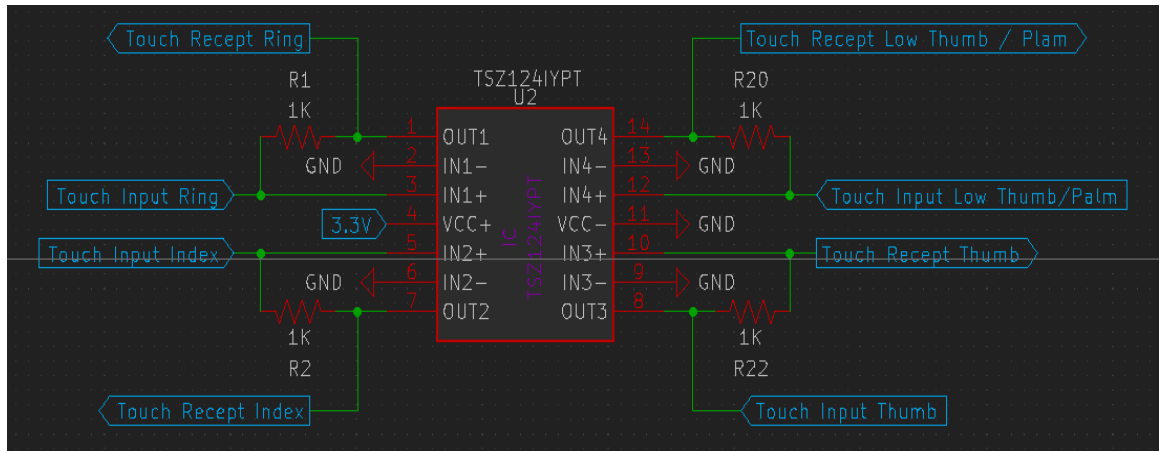 Touch Recept Ring
Touch Recept Low Thumb / Plam
TSZ124IYPT
U2
R1
1K
R20
1K
1 OUT1
OUT4 14
GND 2 IN1-
IN4- 13 GND
Touch Input Ring 3 IN1+
IN4+ 12 Touch Input Low Thumb/Palm
3.3V 4 VCC+
VCC- 11 GND
Touch Input Index 5 IN2+
IN3+ 10 Touch Recept Thumb
GND 6 IN2-
IN3- 9 GND
7 OUT2
OUT3 8
IC
TSZ124IYPT
1K
R2
1K
R22
Touch Recept Index
Touch Input Thumb